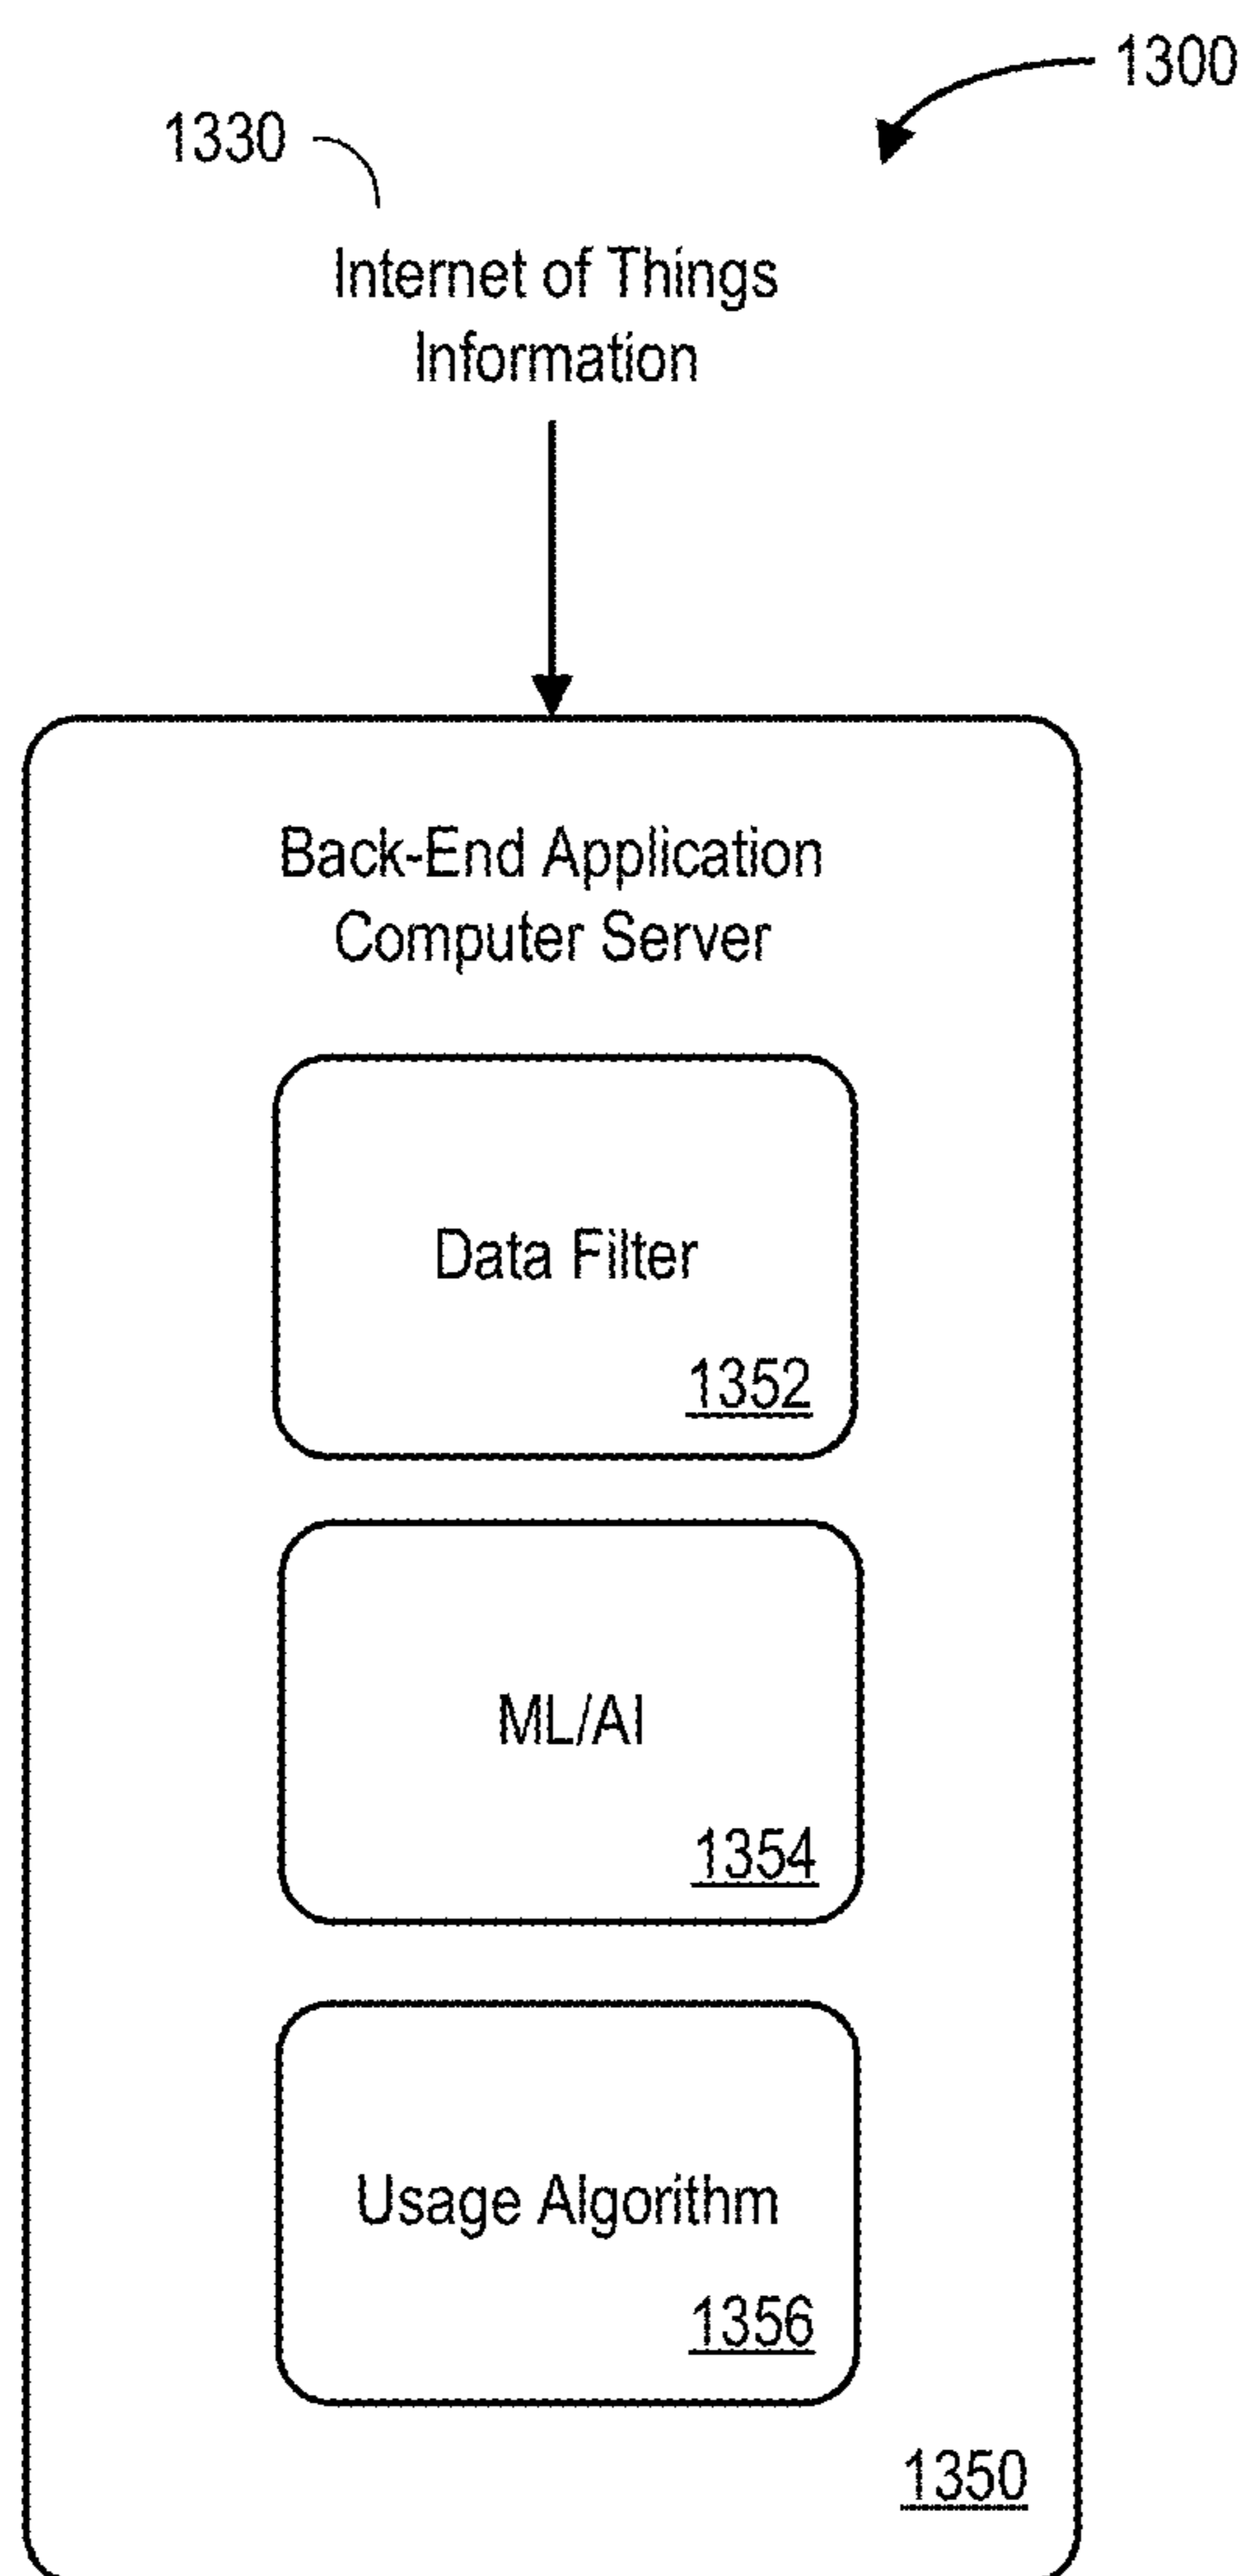 1300
1330
Internet of Things
Information
Back-End Application
Computer Server
Data Filter
1352
ML/AI
1354
Usage Algorithm
1356
1350